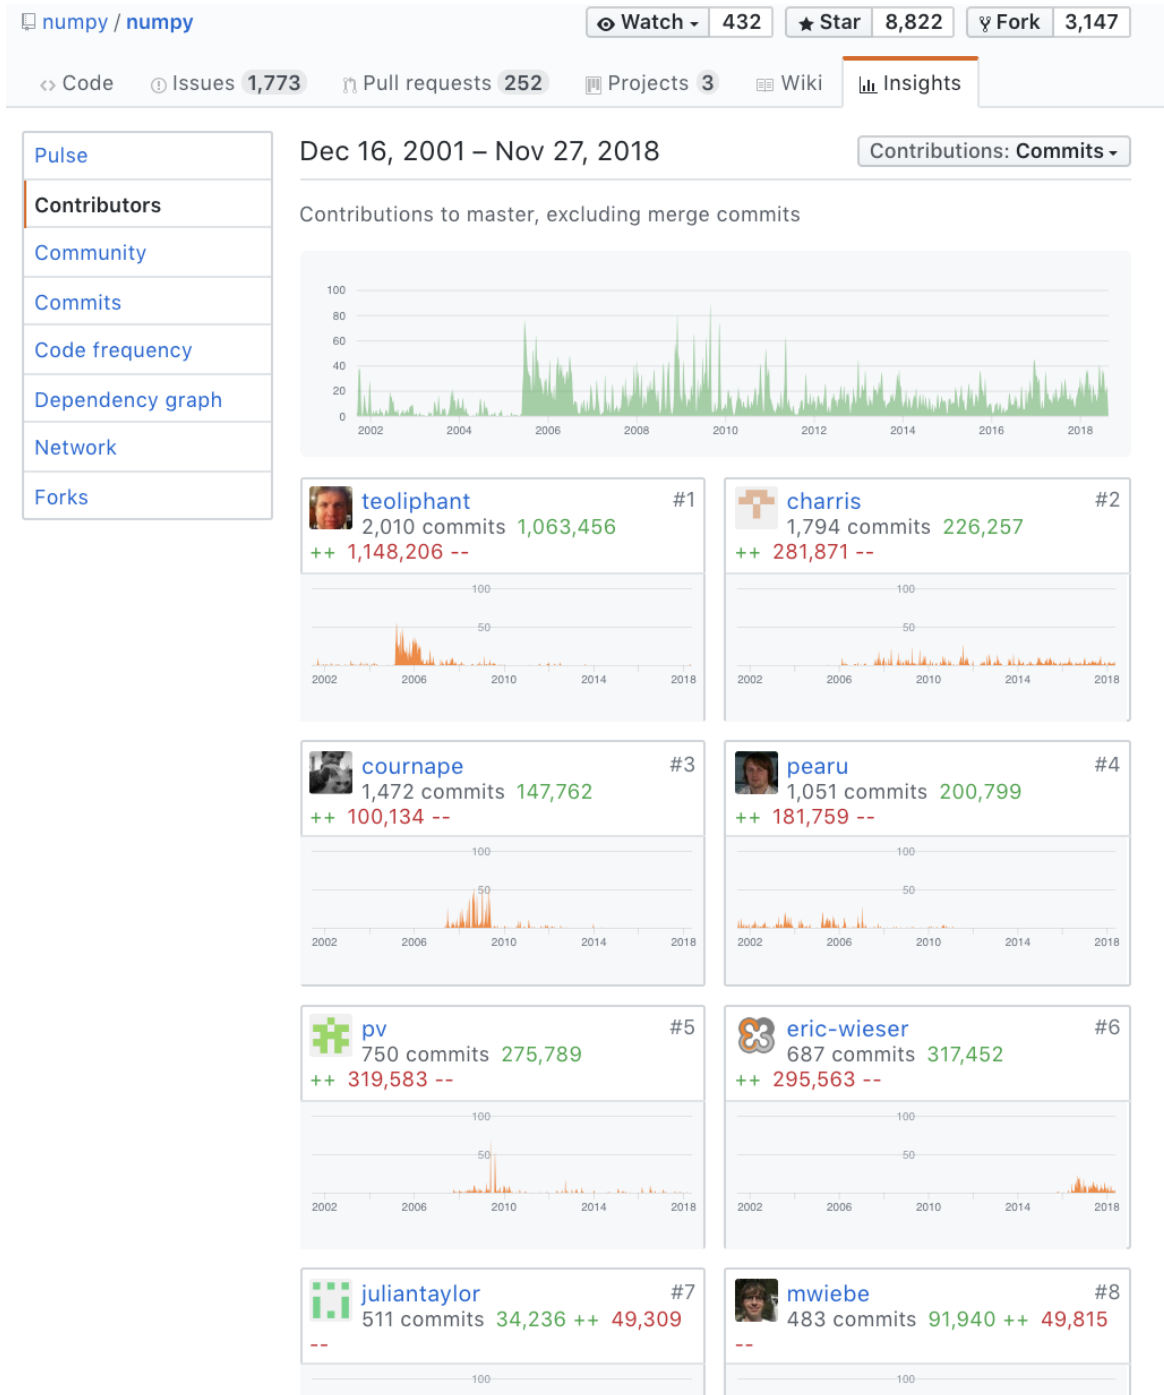 numpy / numpy Watch 432 Star 8,822 Fork 3,147
Code Issues 1,773 Pull requests 252 Projects 3 Wiki Insights
Pulse
Contributors
Community
Commits
Code frequency
Dependency graph
Network
Forks
Dec 16, 2001 – Nov 27, 2018 Contributions: Commits
Contributions to master, excluding merge commits
100
80
60
40
20
0
2002 2004 2006 2008 2010 2012 2014 2016 2018
teoliphant #1
2,010 commits 1,063,456
++ 1,148,206 --
100
50
2002 2006 2010 2014 2018
charris #2
1,794 commits 226,257
++ 281,871 --
100
50
2002 2006 2010 2014 2018
cournape #3
1,472 commits 147,762
++ 100,134 --
100
50
2002 2006 2010 2014 2018
pearu #4
1,051 commits 200,799
++ 181,759 --
100
50
2002 2006 2010 2014 2018
pv #5
750 commits 275,789
++ 319,583 --
100
50
2002 2006 2010 2014 2018
eric-wieser #6
687 commits 317,452
++ 295,563 --
100
50
2002 2006 2010 2014 2018
juliantaylor #7
511 commits 34,236 ++ 49,309
--
100
mwiebe #8
483 commits 91,940 ++ 49,815
--
100